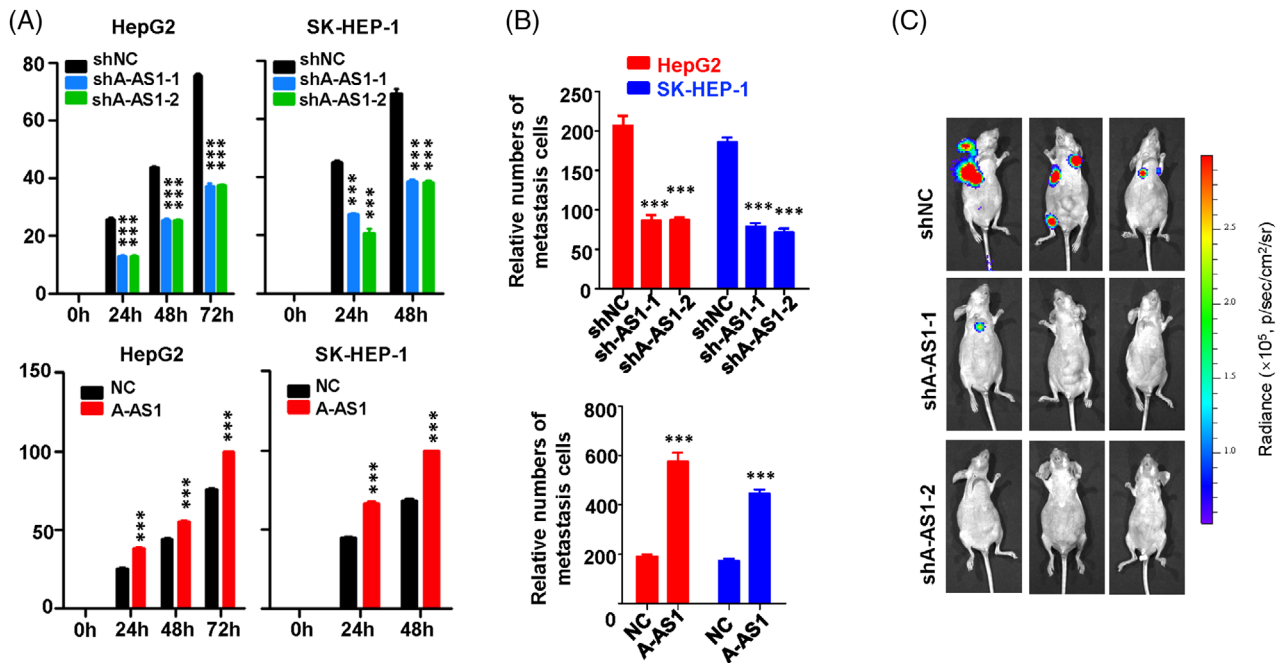 (A)
HepG2
SK-HEP-1
shNC
shA-AS1-1
shA-AS1-2
shNC
shA-AS1-1
shA-AS1-2
80
60
40
20
0
*** *** *** *** *** ***
*** *** *** ***
0h 24h 48h 72h
0h 24h 48h
HepG2
SK-HEP-1
NC
A-AS1
NC
A-AS1
150
100
50
0
*** *** ***
*** ***
0h 24h 48h 72h
0h 24h 48h
(B)
HepG2
SK-HEP-1
Relative numbers of
metastasis cells
250
200
150
100
50
0
*** *** *** ***
shNC
sh-AS1-1
shA-AS1-2
shNC
sh-AS1-1
shA-AS1-2
Relative numbers of
metastasis cells
800
600
400
200
0
*** ***
NC
A-AS1
NC
A-AS1
(C)
shNC
shA-AS1-1
shA-AS1-2
2.5
2.0
1.5
1.0
Radiance (×10⁵, p/sec/cm²/sr)